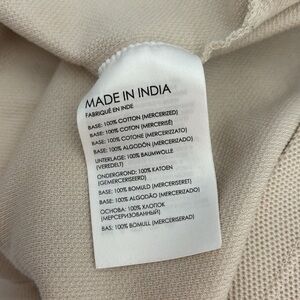 MADE IN INDIA
FABRIQUÉ EN INDE
BASE: 100% COTTON (MERCERIZED)
BASE: 100% COTON (MERCERISÉ)
BASE: 100% COTONE (MERCERIZZATO)
BASE: 100% ALGODÓN (MERCERIZADO)
UNTERLAGE: 100% BAUMWOLLE
(VEREDELT)
ONDERGROND: 100% KATOEN
(GEMERCERISEERD)
BASE: 100% BOMULD (MERCERISERET)
BASE: 100% ALGODÃO (MERCERIZADO)
ОСНОВА: 100% ХЛОПОК
(МЕРСЕРИЗОВАННЫЙ)
BAS: 100% BOMULL (MERCERISERAD)